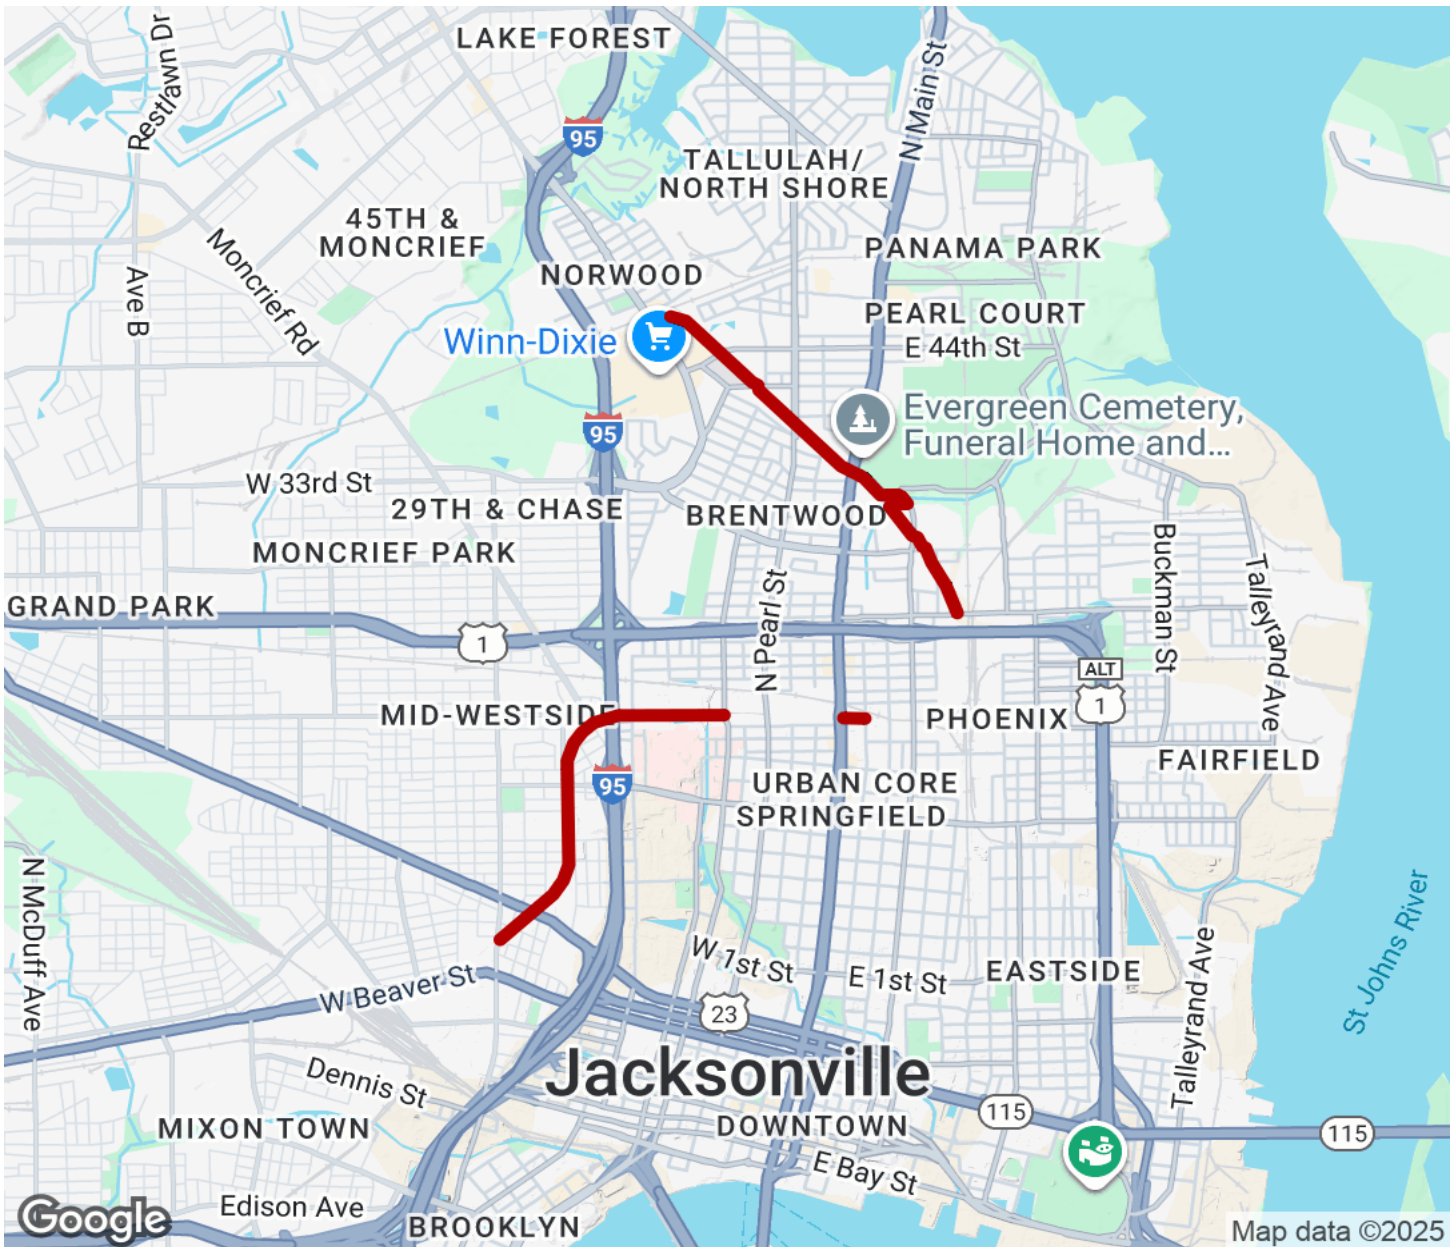 LAKE FOREST
Restlawn Dr
95
N Main St
TALLULAH/
NORTH SHORE
45TH &
MONCRIEF
Moncrief Rd
Ave B
NORWOOD
PANAMA PARK
PEARL COURT
E 44th St
Winn-Dixie
Evergreen Cemetery,
Funeral Home and...
95
W 33rd St
29TH & CHASE
BRENTWOOD
MONCRIEF PARK
Buckman St
Talleyrand Ave
GRAND PARK
N Pearl St
1
ALT
1
MID-WESTSIDE
PHOENIX
FAIRFIELD
95
URBAN CORE
SPRINGFIELD
N McDuff Ave
W 1st St
E 1st St
EASTSIDE
W Beaver St
23
Talleyrand Ave
St Johns River
Jacksonville
Dennis St
115
115
MIXON TOWN
DOWNTOWN
E Bay St
Edison Ave
BROOKLYN
Google
Map data ©2025